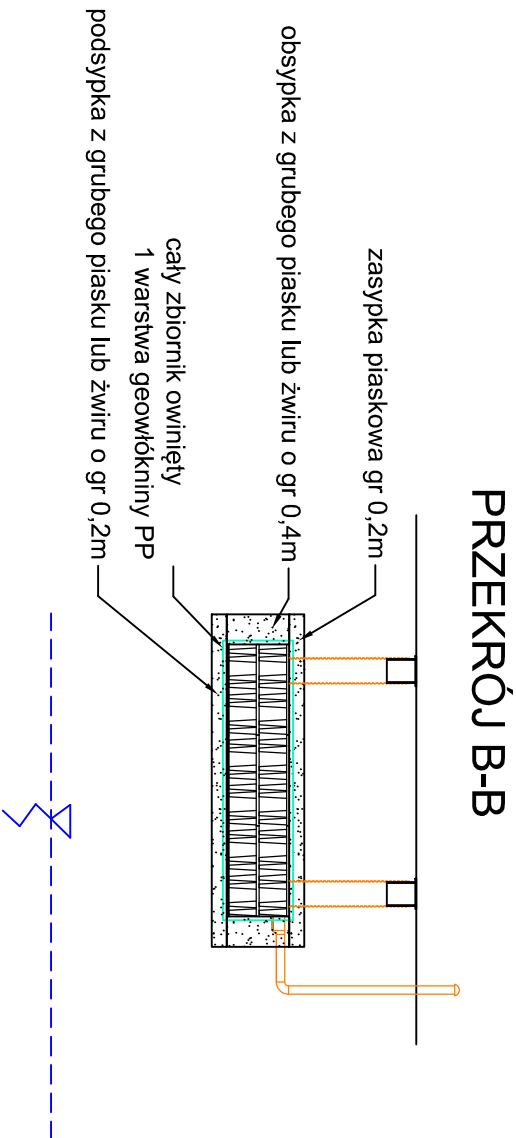 PRZEKRÓJ B-B
zasypka piaskowa gr 0,2m
obsypka z grubego piasku lub żwiru o gr 0,4m
cały zbiornik owinięty
1 warstwa geowłókniny PP
podsypka z grubego piasku lub żwiru o gr 0,2m